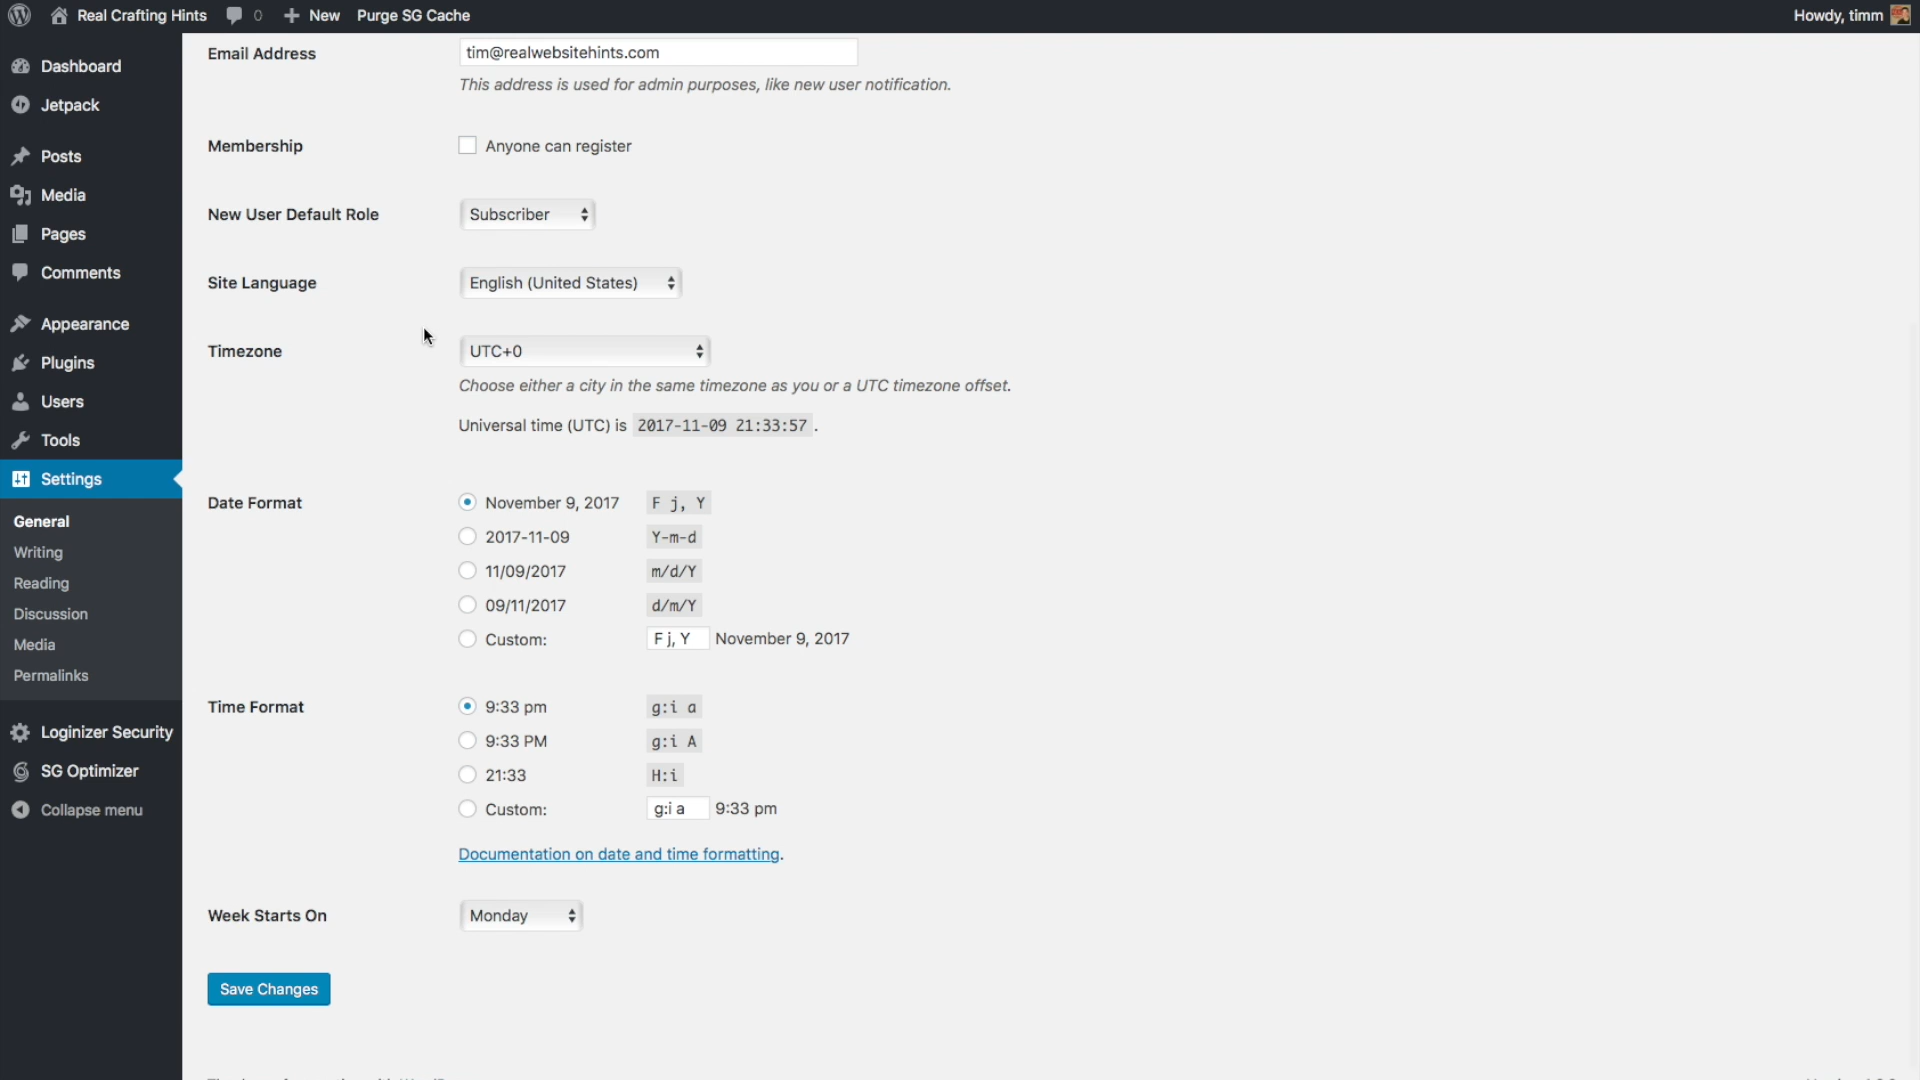 Real Crafting Hints 0 New Purge SG Cache Howdy, timm
Dashboard
Jetpack
Posts
Media
Pages
Comments
Appearance
Plugins
Users
Tools
Settings
General
Writing
Reading
Discussion
Media
Permalinks
Loginizer Security
SG Optimizer
Collapse menu
Email Address tim@realwebsitehints.com
This address is used for admin purposes, like new user notification.
Membership Anyone can register
New User Default Role Subscriber
Site Language English (United States)
Timezone UTC+0
Choose either a city in the same timezone as you or a UTC timezone offset.
Universal time (UTC) is 2017-11-09 21:33:57 .
Date Format November 9, 2017 F j, Y
2017-11-09 Y-m-d
11/09/2017 m/d/Y
09/11/2017 d/m/Y
Custom: F j, Y November 9, 2017
Time Format 9:33 pm g:i a
9:33 PM g:i A
21:33 H:i
Custom: g:i a 9:33 pm
Documentation on date and time formatting.
Week Starts On Monday
Save Changes